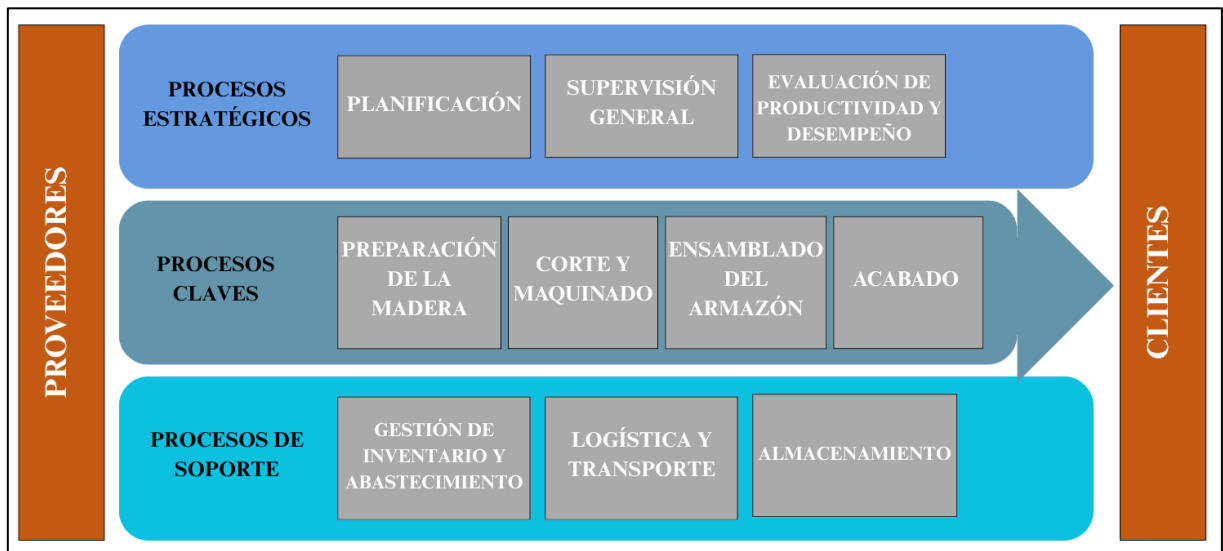 PROVEEDORES
PROCESOS
ESTRATÉGICOS
PLANIFICACIÓN
SUPERVISIÓN
GENERAL
EVALUACIÓN DE
PRODUCTIVIDAD Y
DESEMPEÑO
PROCESOS
CLAVES
PREPARACIÓN
DE LA
MADERA
CORTE Y
MAQUINADO
ENSAMBLADO
DEL
ARMAZÓN
ACABADO
PROCESOS DE
SOPORTE
GESTIÓN DE
INVENTARIO Y
ABASTECIMIENTO
LOGÍSTICA Y
TRANSPORTE
ALMACENAMIENTO
CLIENTES